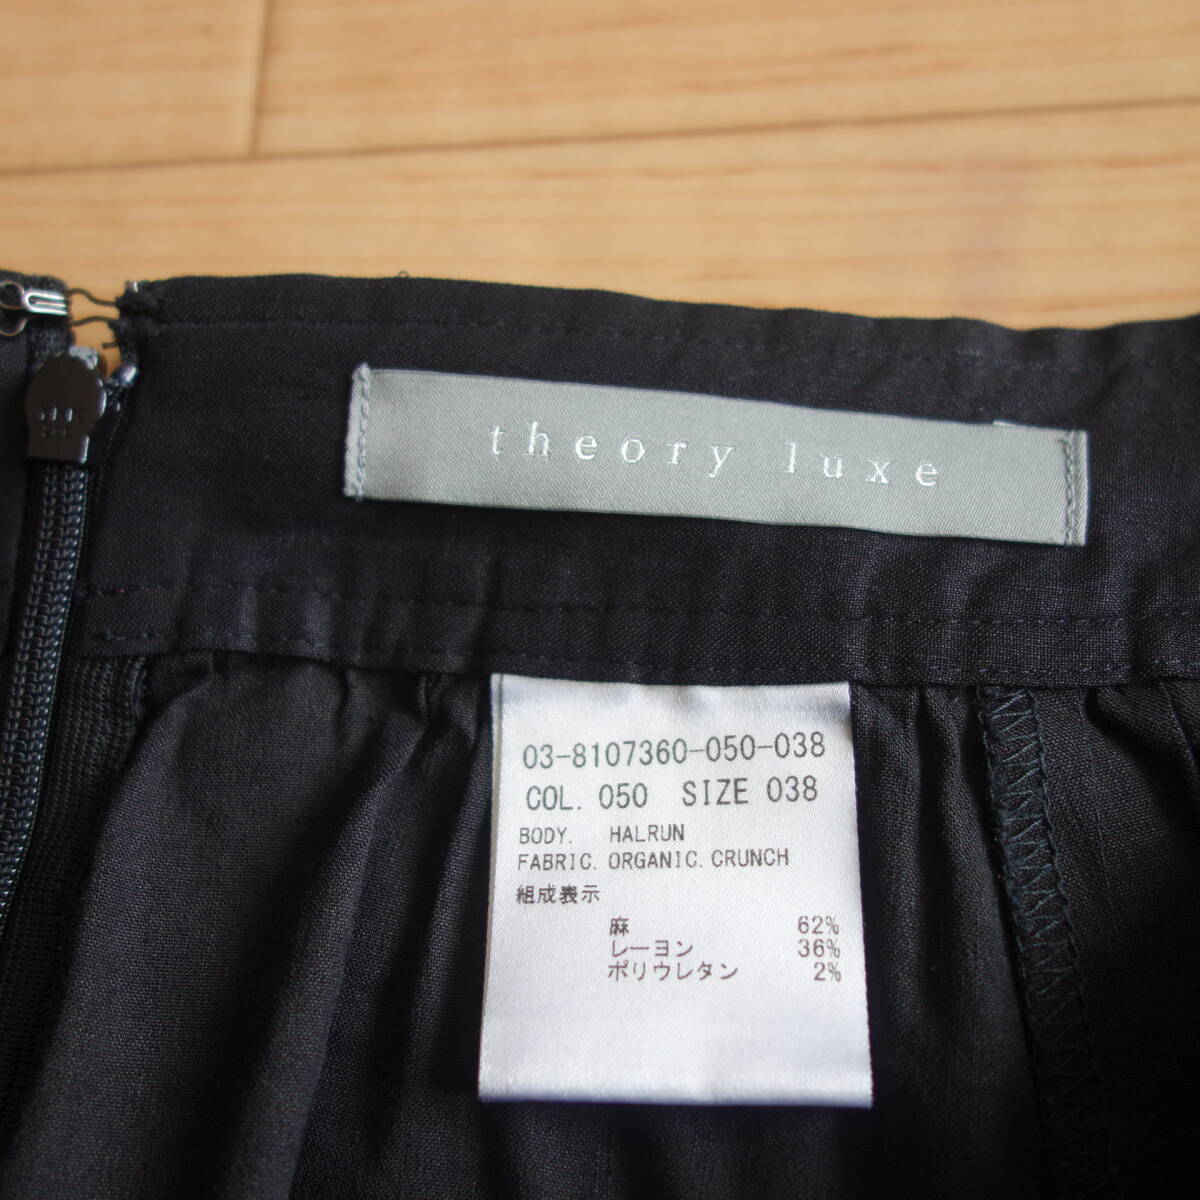 theory luxe
03-8107360-050-038
COL. 050 SIZE 038
BODY. HALRUN
FABRIC. ORGANIC. CRUNCH
組成表示
麻 62%
レーヨン 36%
ポリウレタン 2%